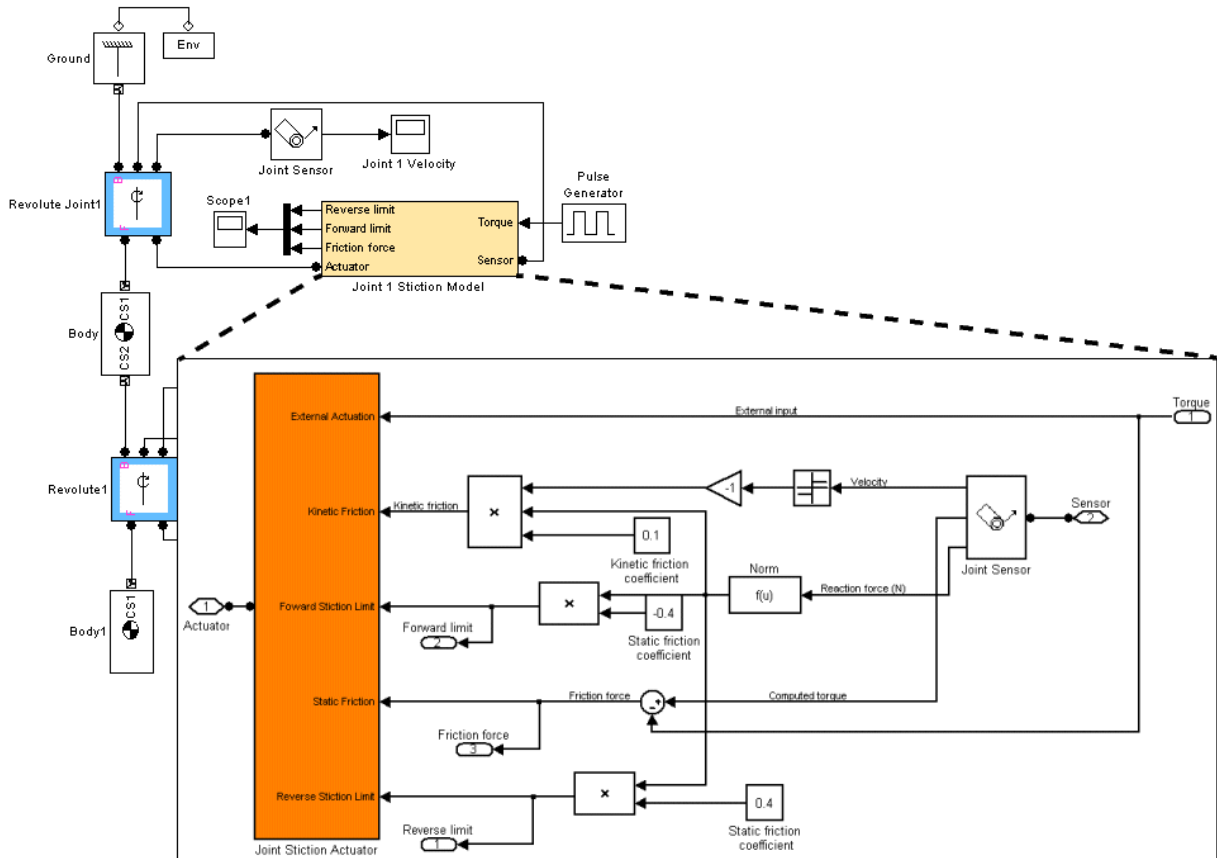 Ground
Env
B
F
Revolute Joint1
Joint Sensor
Joint 1 Velocity
Scope1
Reverse limit
Forward limit
Friction force
Actuator
Torque
Sensor
Joint 1 Stiction Model
Pulse
Generator
Body
CS1
CS2
B
F
Revolute1
CS1
Body1
External Actuation
External input
Torque
1
Kinetic Friction
Kinetic friction
×
-1
Velocity
Sensor
2
Joint Sensor
0.1
Kinetic friction
coefficient
Norm
f(u)
Reaction force (N)
1
Actuator
Foward Stiction Limit
×
-0.4
Static friction
coefficient
Forward limit
2
Static Friction
Friction force
- +
Computed torque
Friction force
3
Reverse Stiction Limit
×
0.4
Static friction
coefficient
Reverse limit
1
Joint Stiction Actuator